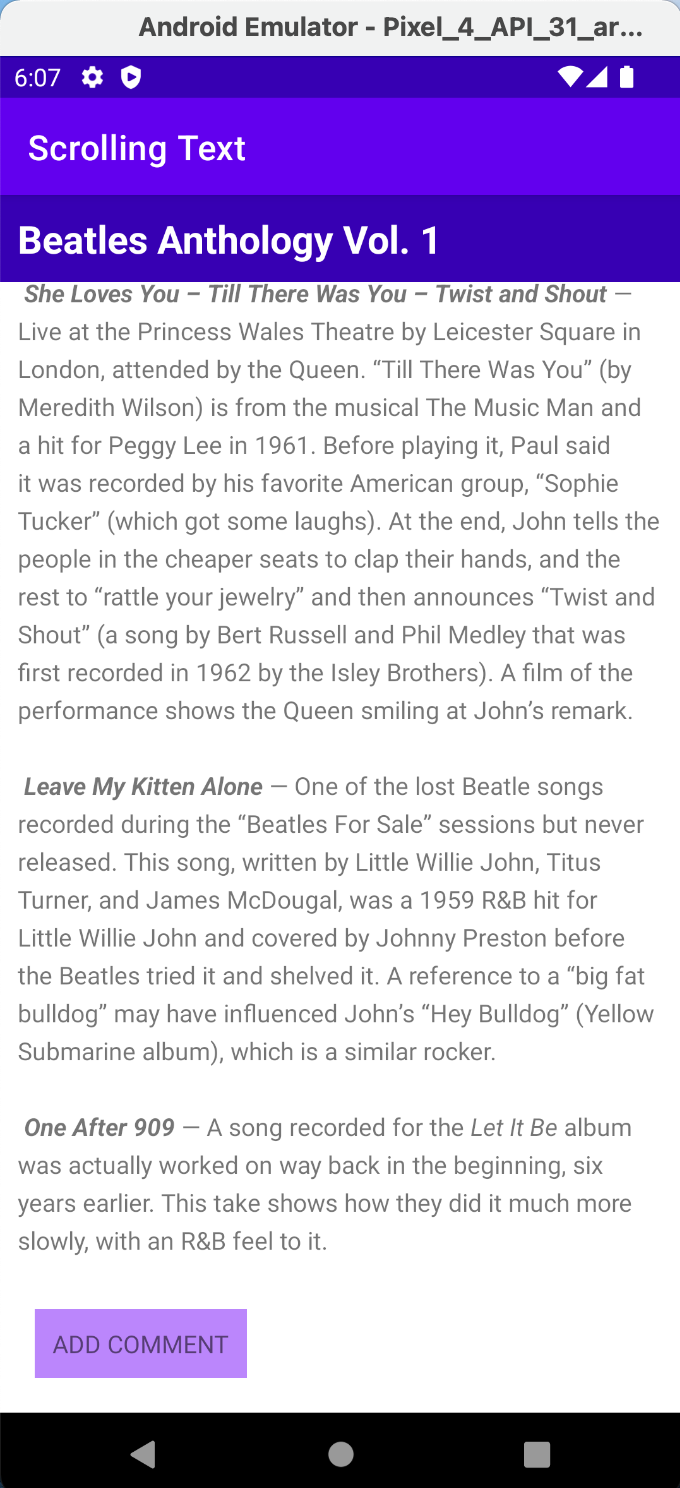 Android Emulator - Pixel_4_API_31_ar...
6:07
Scrolling Text
Beatles Anthology Vol. 1
She Loves You – Till There Was You – Twist and Shout —
Live at the Princess Wales Theatre by Leicester Square in
London, attended by the Queen. “Till There Was You” (by
Meredith Wilson) is from the musical The Music Man and
a hit for Peggy Lee in 1961. Before playing it, Paul said
it was recorded by his favorite American group, “Sophie
Tucker” (which got some laughs). At the end, John tells the
people in the cheaper seats to clap their hands, and the
rest to “rattle your jewelry” and then announces “Twist and
Shout” (a song by Bert Russell and Phil Medley that was
first recorded in 1962 by the Isley Brothers). A film of the
performance shows the Queen smiling at John’s remark.
Leave My Kitten Alone — One of the lost Beatle songs
recorded during the “Beatles For Sale” sessions but never
released. This song, written by Little Willie John, Titus
Turner, and James McDougal, was a 1959 R&B hit for
Little Willie John and covered by Johnny Preston before
the Beatles tried it and shelved it. A reference to a “big fat
bulldog” may have influenced John’s “Hey Bulldog” (Yellow
Submarine album), which is a similar rocker.
One After 909 — A song recorded for the Let It Be album
was actually worked on way back in the beginning, six
years earlier. This take shows how they did it much more
slowly, with an R&B feel to it.
ADD COMMENT